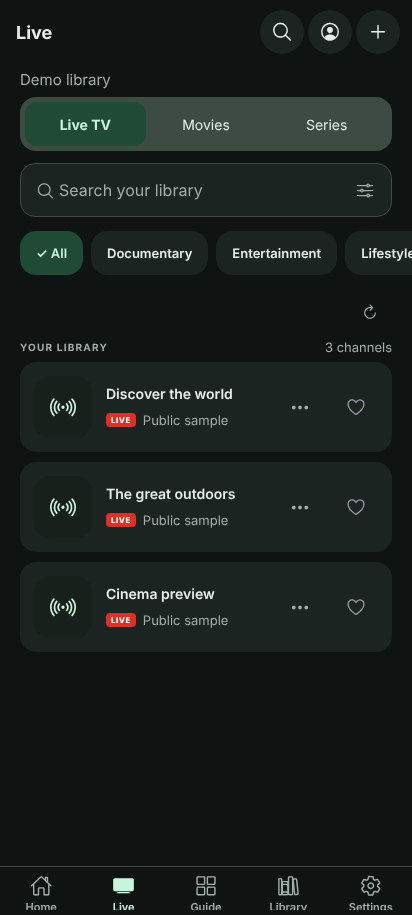 Live
Demo library
Live TV Movies Series
Search your library
All Documentary Entertainment Lifestyle
YOUR LIBRARY 3 channels
Discover the world
LIVE Public sample
The great outdoors
LIVE Public sample
Cinema preview
LIVE Public sample
Home Live Guide Library Settings